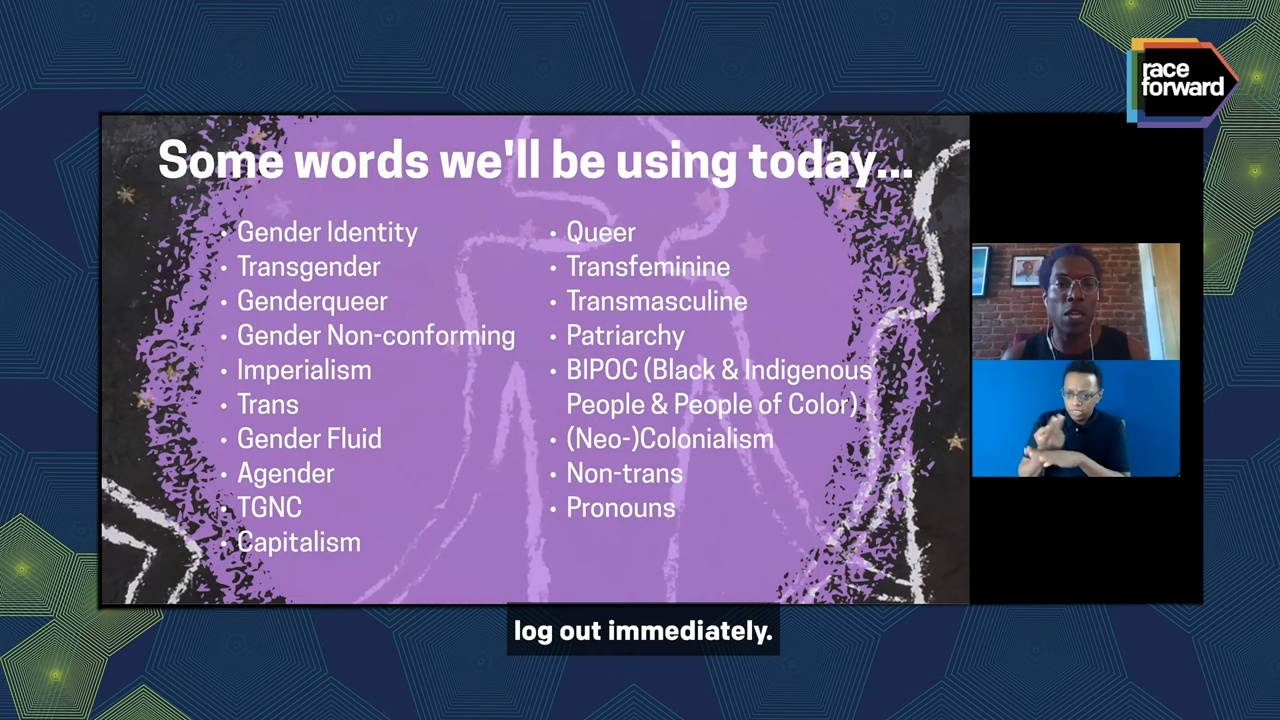 race
forward
Some words we'll be using today...
• Gender Identity
• Transgender
• Genderqueer
• Gender Non-conforming
• Imperialism
• Trans
• Gender Fluid
• Agender
• TGNC
• Capitalism
• Queer
• Transfeminine
• Transmasculine
• Patriarchy
• BIPOC (Black & Indigenous
People & People of Color)
• (Neo-)Colonialism
• Non-trans
• Pronouns
log out immediately.